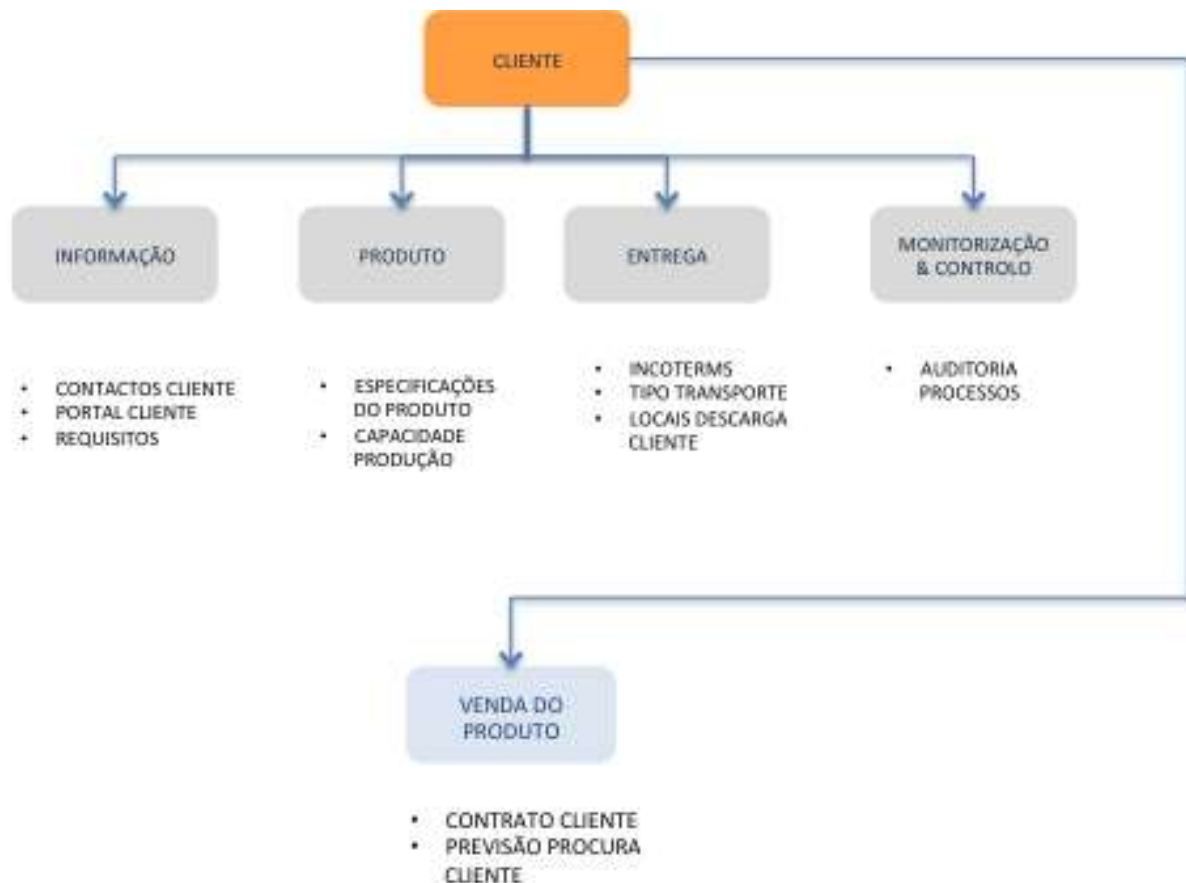 CLIENTE
INFORMAÇÃO
PRODUTO
ENTREGA
MONITORIZAÇÃO
& CONTROLO
• CONTACTOS CLIENTE
• PORTAL CLIENTE
• REQUISITOS
• ESPECIFICAÇÕES
DO PRODUTO
• CAPACIDADE
PRODUÇÃO
• INCOTERMS
• TIPO TRANSPORTE
• LOCAIS DESCARGA
CLIENTE
• AUDITORIA
PROCESSOS
VENDA DO
PRODUTO
• CONTRATO CLIENTE
• PREVISÃO PROCURA
CLIENTE